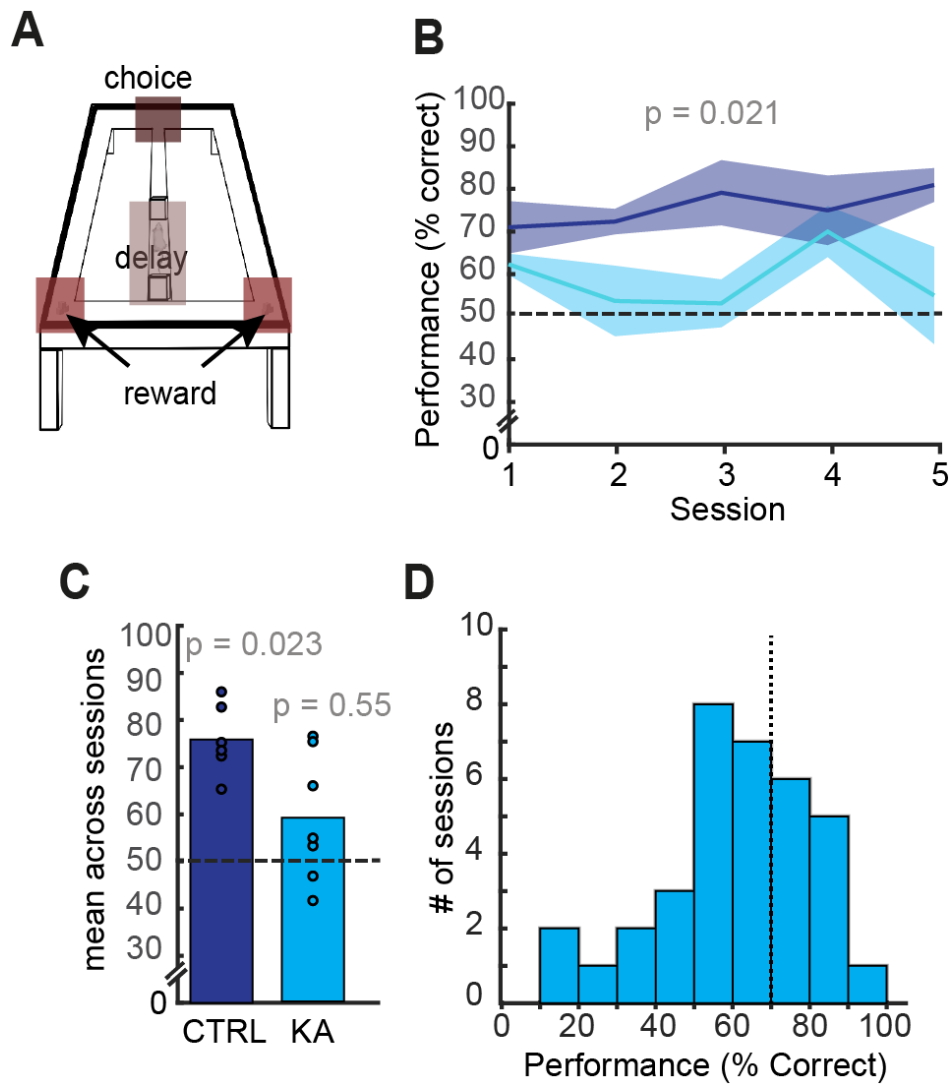 A
choice
delay
reward
B
Performance (% correct)
100
90
80
70
60
50
40
30
0
p = 0.021
1 2 3 4 5
Session
C
mean across sessions
100
90
80
70
60
50
40
30
0
p = 0.023
p = 0.55
CTRL KA
D
# of sessions
10
8
6
4
2
0
0 20 40 60 80 100
Performance (% Correct)